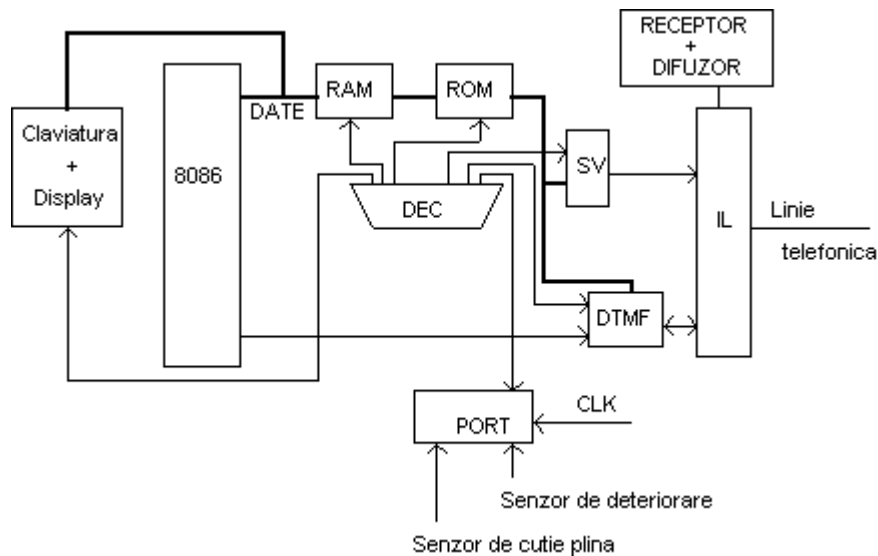 RECEPTOR
+
DIFUZOR
RAM
ROM
DATE
Claviatura
+
Display
8086
SV
DEC
IL
Linie
telefonica
DTMF
CLK
PORT
Senzor de deteriorare
Senzor de cutie plina